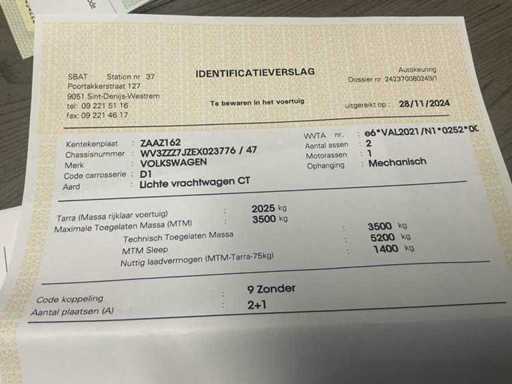 SBAT Station nr 37
Poortakkerstraat 127
9051 Sint-Denijs-Westrem
tel: 09 221 51 16
fax 09 221 46 17
IDENTIFICATIEVERSLAG
Te bewaren in het voertuig
Autokeuring
Dossier nr 242370080249/1
uitgereikt op : 28/11/2024
Kentekenplaat : ZAAZ162
Chassisnummer : WV3ZZZ7JZEX023776 / 47
Merk : VOLKSWAGEN
Code carrosserie : D1
Aard : Lichte vrachtwagen CT
WVTA nr. : e6*VAL2021/N1*0252*00
Aantal assen : 2
Motorassen : 1
Ophanging : Mechanisch
Tarra (Massa rijklaar voertuig) : 2025 kg
Maximale Toegelaten Massa (MTM) : 3500 kg
Technisch Toegelaten Massa : 3500 kg
MTM Sleep : 5200 kg
Nuttig laadvermogen (MTM-Tarra-75kg) : 1400 kg
Code koppeling : 9 Zonder
Aantal plaatsen (A) : 2+1